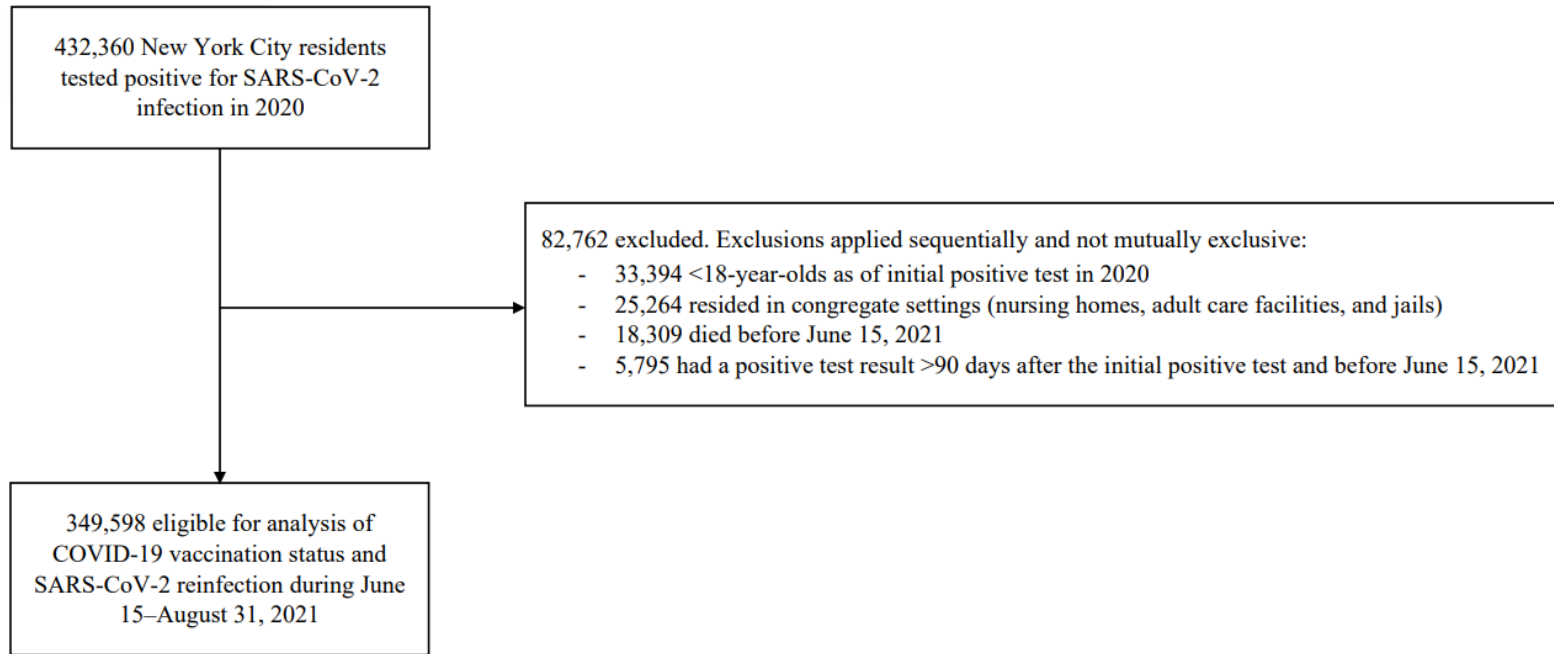 432,360 New York City residents
tested positive for SARS-CoV-2
infection in 2020
82,762 excluded. Exclusions applied sequentially and not mutually exclusive:
- 33,394 <18-year-olds as of initial positive test in 2020
- 25,264 resided in congregate settings (nursing homes, adult care facilities, and jails)
- 18,309 died before June 15, 2021
- 5,795 had a positive test result >90 days after the initial positive test and before June 15, 2021
349,598 eligible for analysis of
COVID-19 vaccination status and
SARS-CoV-2 reinfection during June
15–August 31, 2021